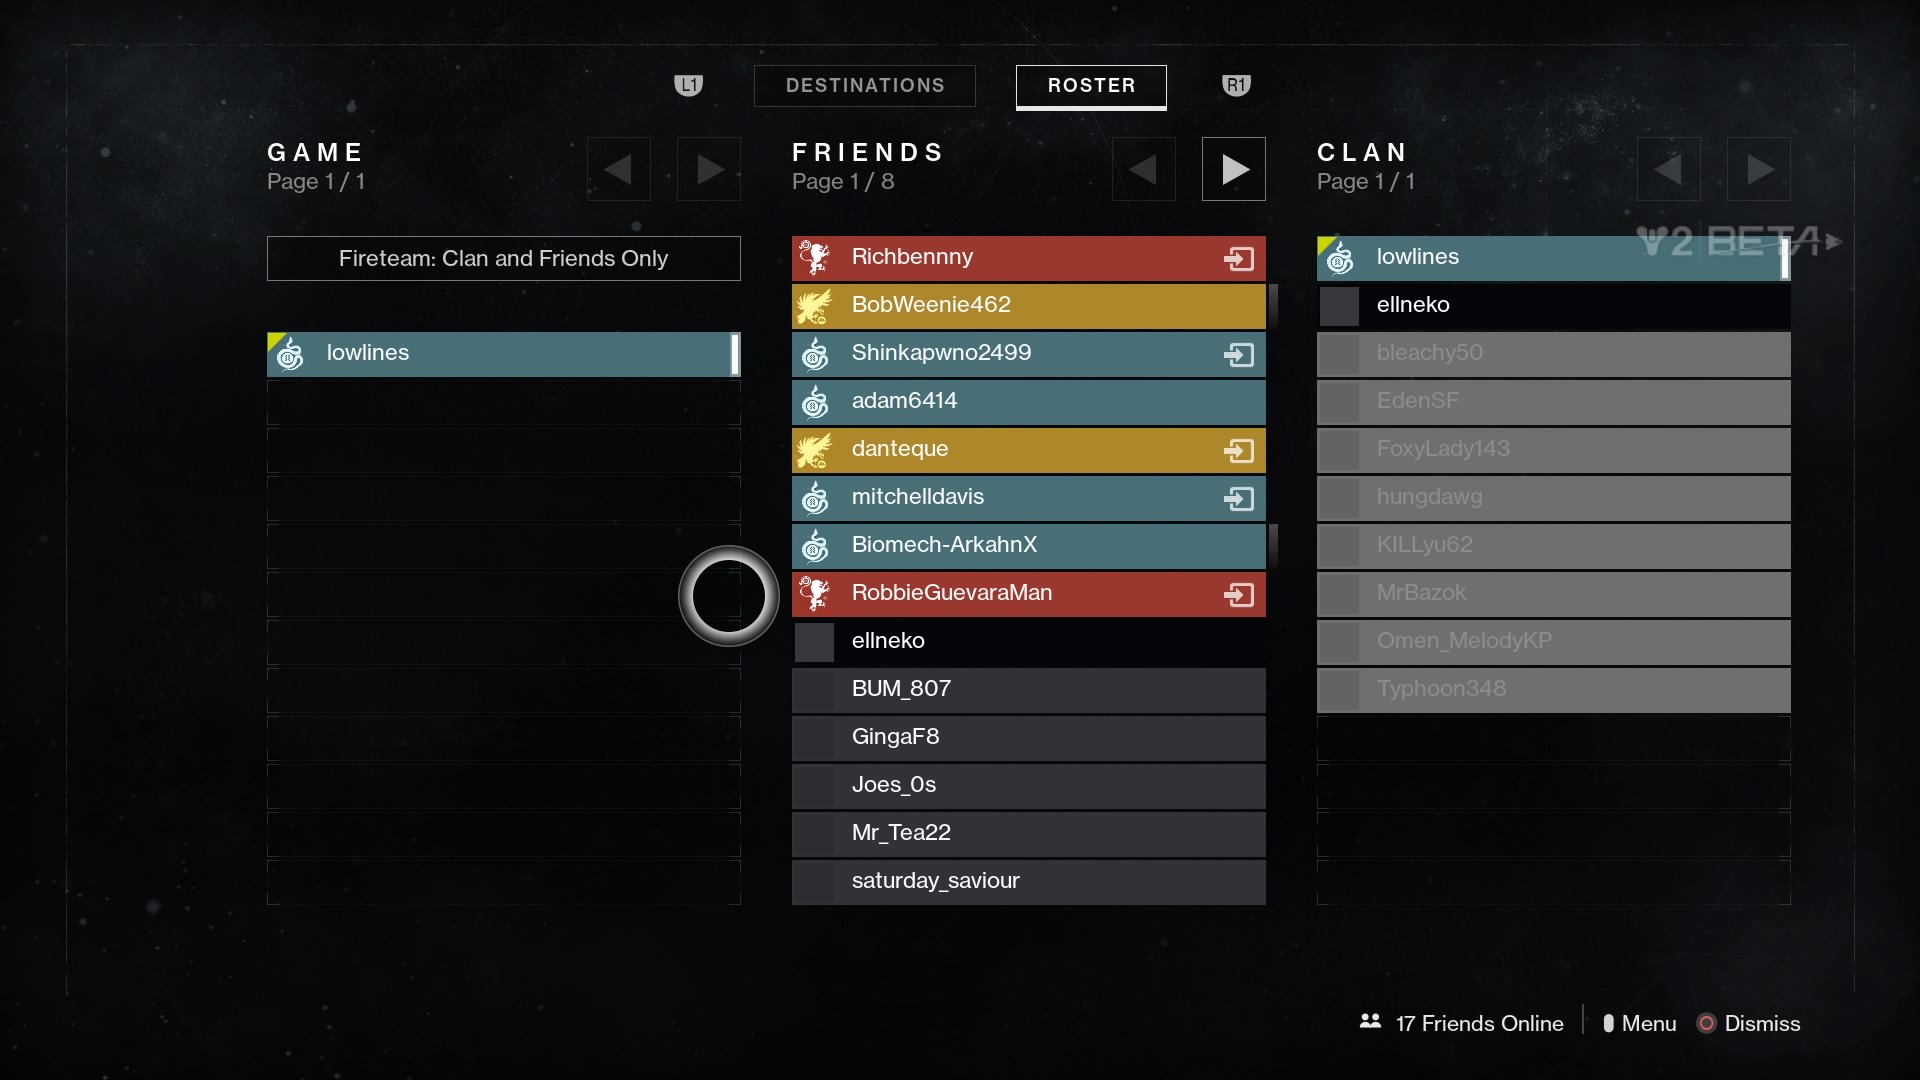 L1
DESTINATIONS
ROSTER
R1
GAME
Page 1 / 1
Fireteam: Clan and Friends Only
lowlines
FRIENDS
Page 1 / 8
Richbennny
BobWeenie462
Shinkapwno2499
adam6414
danteque
mitchelldavis
Biomech-ArkahnX
RobbieGuevaraMan
ellneko
BUM_807
GingaF8
Joes_0s
Mr_Tea22
saturday_saviour
CLAN
Page 1 / 1
2 BETA
lowlines
ellneko
bleachy50
EdenSF
FoxyLady143
hungdawg
KILLyu62
MrBazok
Omen_MelodyKP
Typhoon348
17 Friends Online
Menu
Dismiss